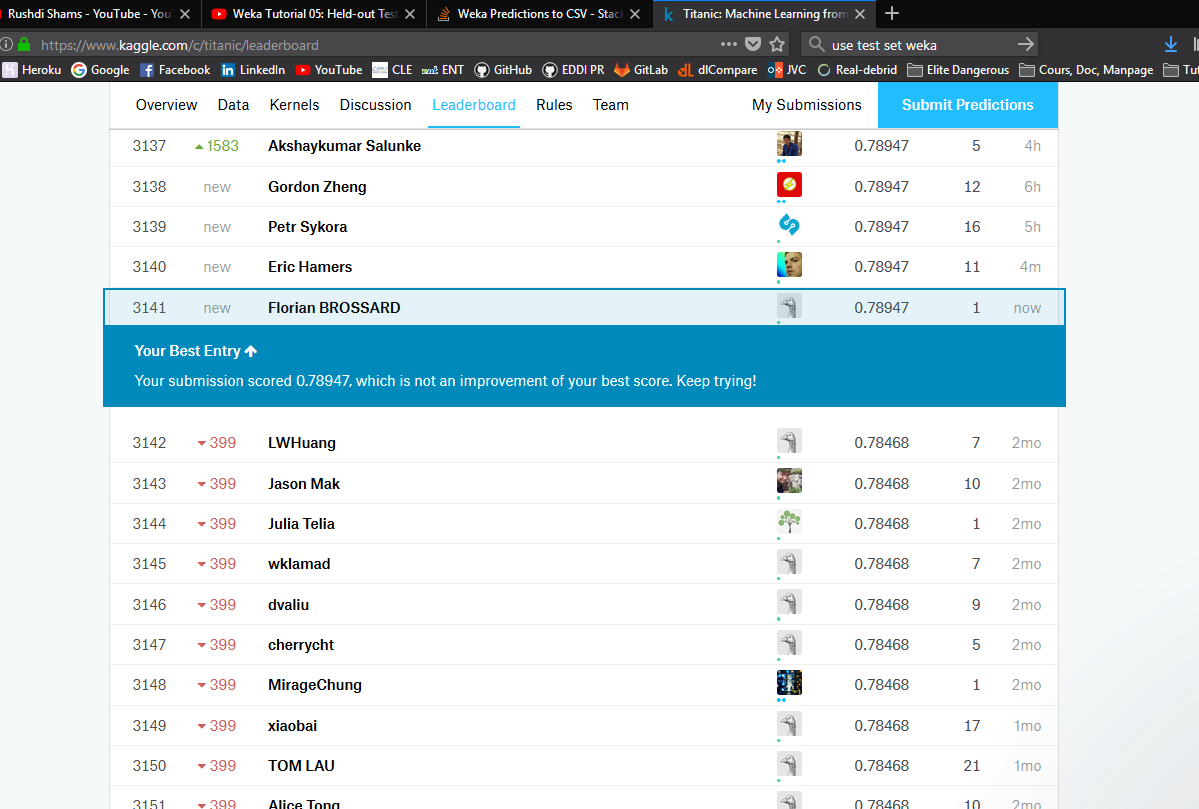 Rushdi Shams - YouTube - You
Weka Tutorial 05: Held-out Test
Weka Predictions to CSV - Stack
Titanic: Machine Learning from
https://www.kaggle.com/c/titanic/leaderboard
use test set weka
Heroku Google Facebook LinkedIn YouTube CLE ENT GitHub EDDI PR GitLab dlCompare JVC Real-debrid Elite Dangerous Cours, Doc, Manpage Tut
Overview Data Kernels Discussion Leaderboard Rules Team My Submissions Submit Predictions
3137 1583 Akshaykumar Salunke 0.78947 5 4h
3138 new Gordon Zheng 0.78947 12 6h
3139 new Petr Sykora 0.78947 16 5h
3140 new Eric Hamers 0.78947 11 4m
3141 new Florian BROSSARD 0.78947 1 now
Your Best Entry
Your submission scored 0.78947, which is not an improvement of your best score. Keep trying!
3142 399 LWHuang 0.78468 7 2mo
3143 399 Jason Mak 0.78468 10 2mo
3144 399 Julia Telia 0.78468 1 2mo
3145 399 wklamad 0.78468 7 2mo
3146 399 dvaliu 0.78468 9 2mo
3147 399 cherrycht 0.78468 5 2mo
3148 399 MirageChung 0.78468 1 2mo
3149 399 xiaobai 0.78468 17 1mo
3150 399 TOM LAU 0.78468 21 1mo
3151 399 Alice Tong 0.78468 10 2mo